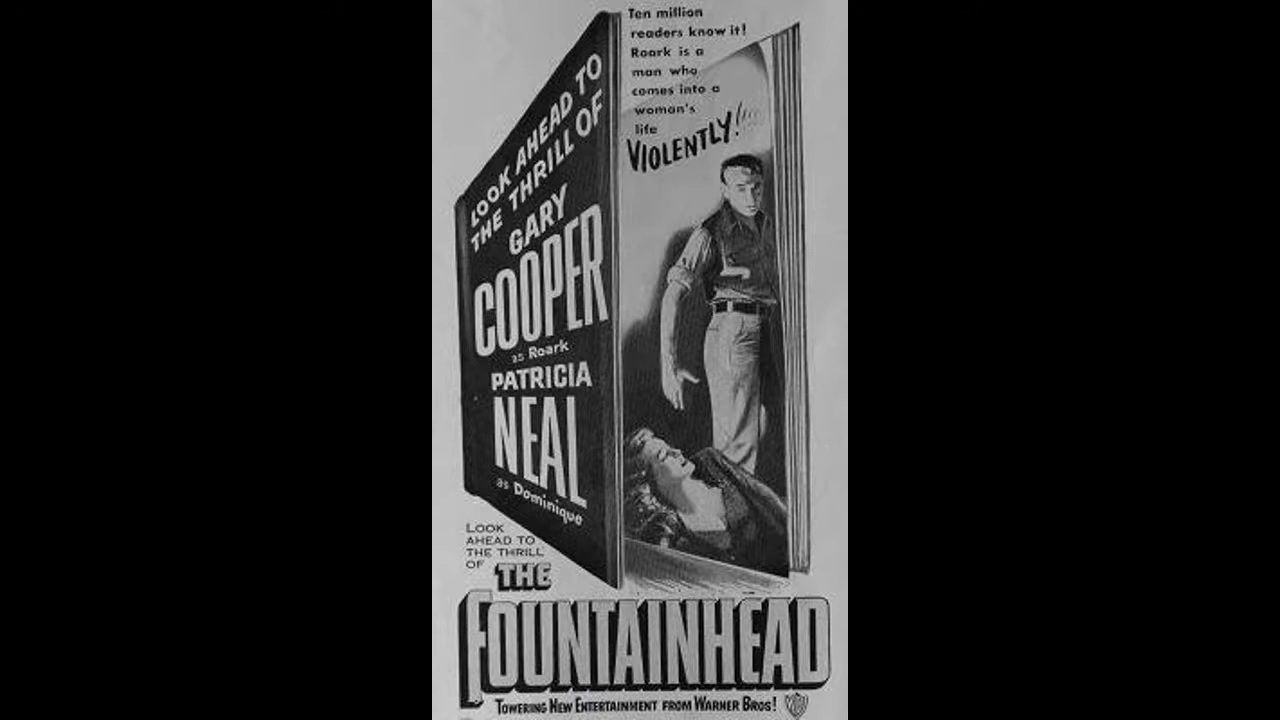 Ten million
readers know it!
Roark is a
man who
comes into a
woman's
life
VIOLENTLY!
LOOK AHEAD TO
THE THRILL OF
GARY
COOPER
as Roark
PATRICIA
NEAL
as Dominique
LOOK
AHEAD TO
THE THRILL
OF
THE
FOUNTAINHEAD
TOWERING NEW ENTERTAINMENT FROM WARNER BROS!
WB